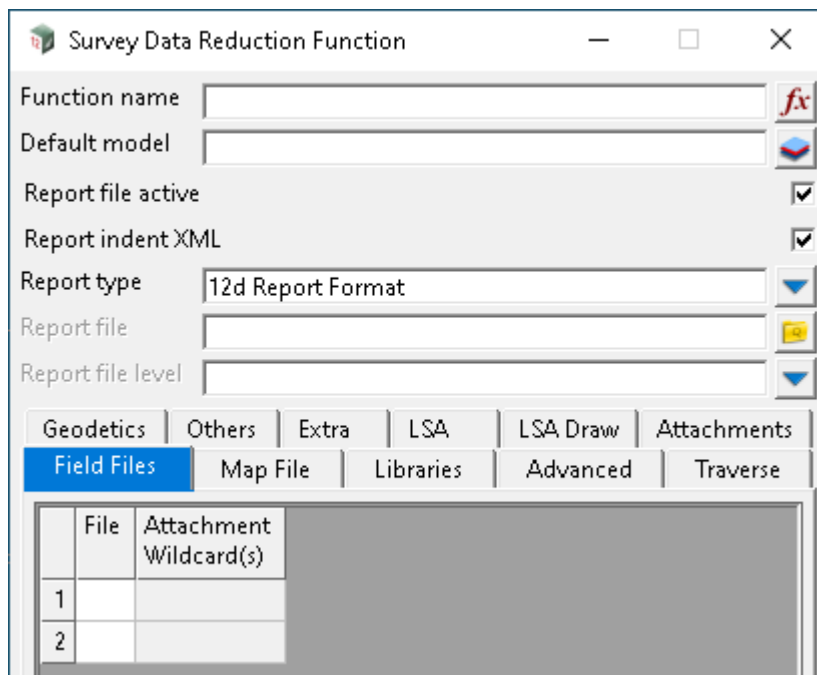 Survey Data Reduction Function
Function name
fx
Default model
Report file active
Report indent XML
Report type 12d Report Format
Report file
Report file level
Geodetics Others Extra LSA LSA Draw Attachments
Field Files Map File Libraries Advanced Traverse
File Attachment
Wildcard(s)
1
2